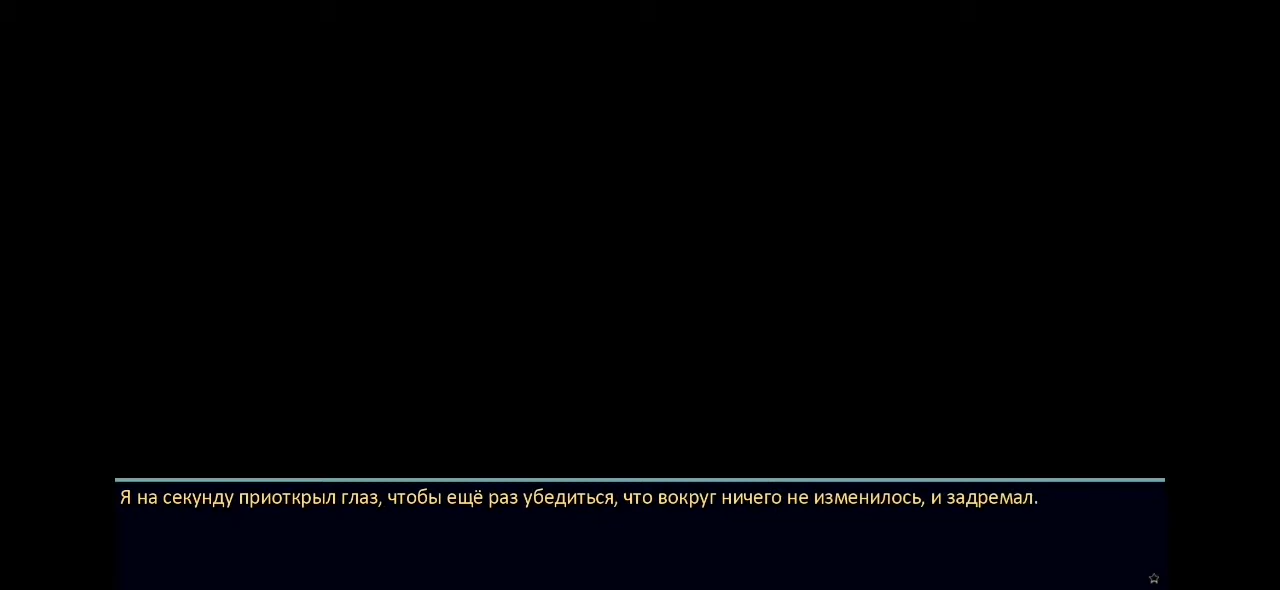 Я на секунду приоткрыл глаз, чтобы ещё раз убедиться, что вокруг ничего не изменилось, и задремал.